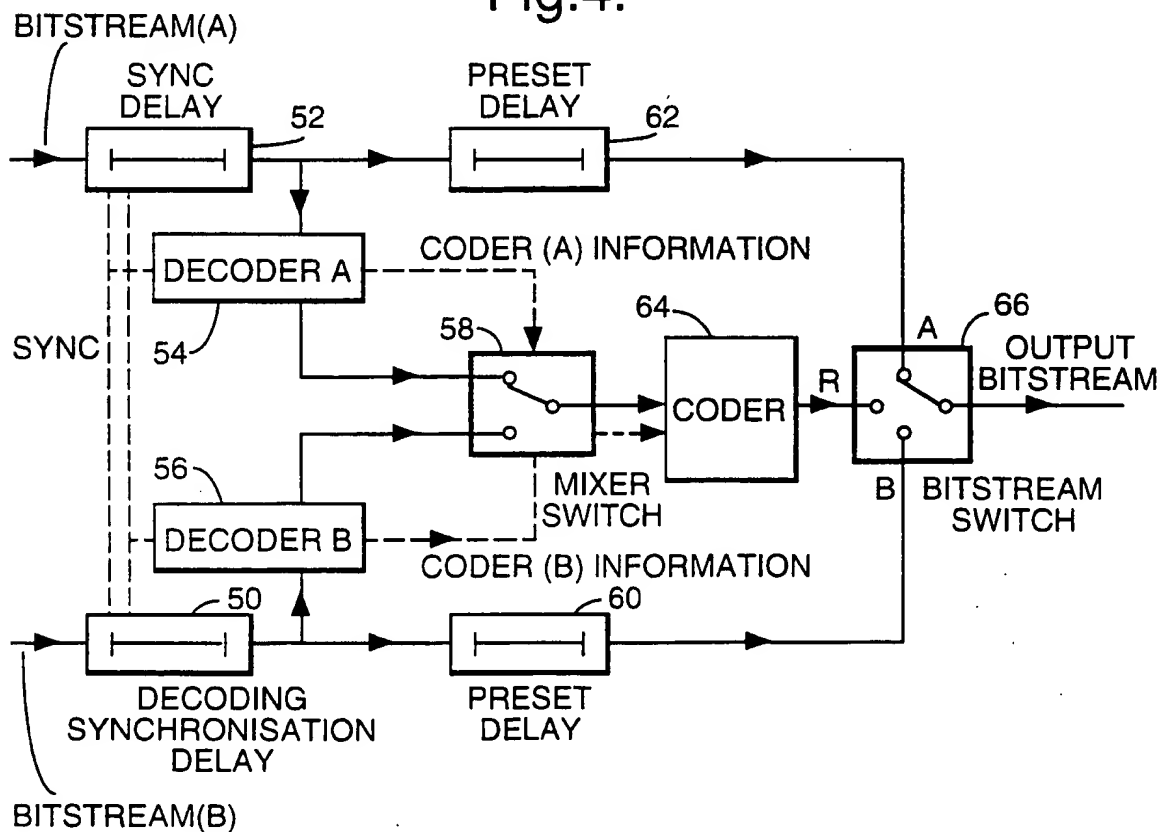 Fig.4.
BITSTREAM(A)
SYNC
DELAY
52
PRESET
DELAY
62
DECODER A
CODER (A) INFORMATION
SYNC
54
58
64
A
66
OUTPUT
BITSTREAM
R
CODER
56
MIXER
SWITCH
B
BITSTREAM
SWITCH
DECODER B
CODER (B) INFORMATION
50
60
DECODING
SYNCHRONISATION
DELAY
PRESET
DELAY
BITSTREAM(B)